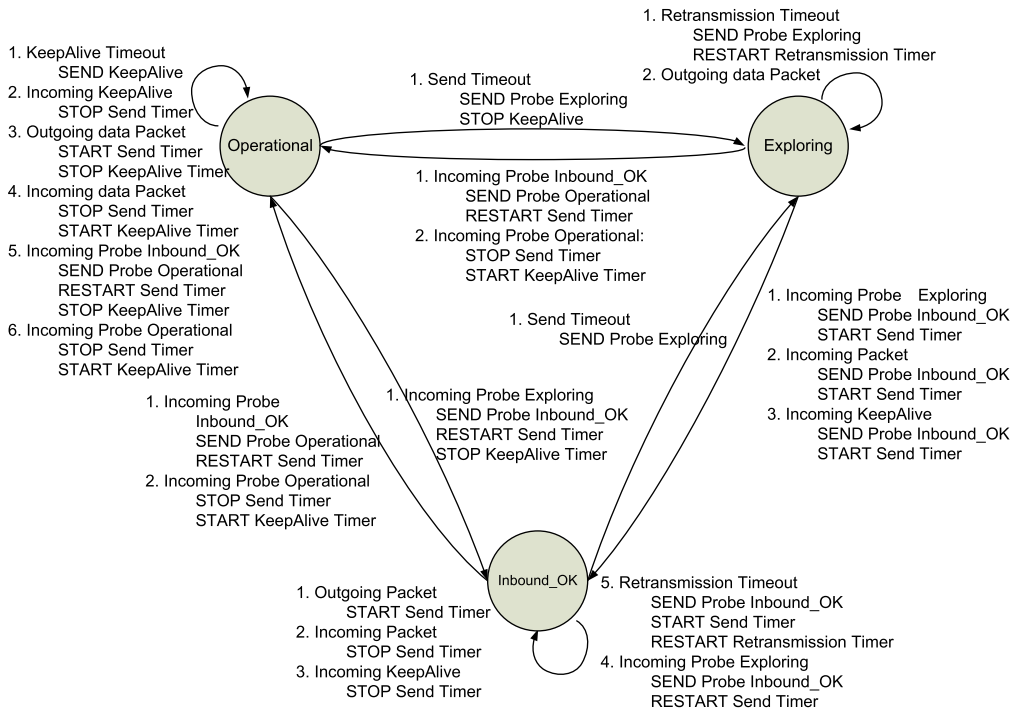 1. Retransmission Timeout
SEND Probe Exploring
RESTART Retransmission Timer
2. Outgoing data Packet
1. KeepAlive Timeout
SEND KeepAlive
2. Incoming KeepAlive
STOP Send Timer
3. Outgoing data Packet
START Send Timer
STOP KeepAlive Timer
4. Incoming data Packet
STOP Send Timer
START KeepAlive Timer
5. Incoming Probe Inbound_OK
SEND Probe Operational
RESTART Send Timer
STOP KeepAlive Timer
6. Incoming Probe Operational
STOP Send Timer
START KeepAlive Timer
1. Send Timeout
SEND Probe Exploring
STOP KeepAlive
Operational
Exploring
1. Incoming Probe Inbound_OK
SEND Probe Operational
RESTART Send Timer
2. Incoming Probe Operational:
STOP Send Timer
START KeepAlive Timer
1. Send Timeout
SEND Probe Exploring
1. Incoming Probe Exploring
SEND Probe Inbound_OK
START Send Timer
2. Incoming Packet
SEND Probe Inbound_OK
START Send Timer
3. Incoming KeepAlive
SEND Probe Inbound_OK
START Send Timer
1. Incoming Probe
Inbound_OK
SEND Probe Operational
RESTART Send Timer
2. Incoming Probe Operational
STOP Send Timer
START KeepAlive Timer
1. Incoming Probe Exploring
SEND Probe Inbound_OK
RESTART Send Timer
STOP KeepAlive Timer
Inbound_OK
1. Outgoing Packet
START Send Timer
2. Incoming Packet
STOP Send Timer
3. Incoming KeepAlive
STOP Send Timer
5. Retransmission Timeout
SEND Probe Inbound_OK
START Send Timer
RESTART Retransmission Timer
4. Incoming Probe Exploring
SEND Probe Inbound_OK
RESTART Send Timer